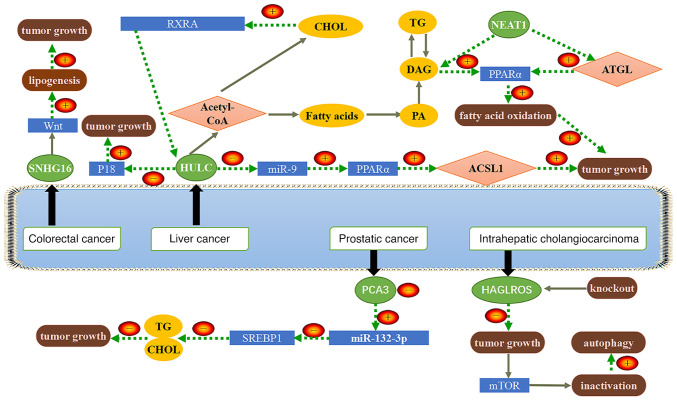 tumor growth
+
lipogenesis
+
Wnt
SNHG16
tumor growth
+
P18
−
HULC
RXRA
+
CHOL
Acetyl-
CoA
Fatty acids
PA
TG
DAG
NEAT1
+
+
PPARα
+
ATGL
+
fatty acid oxidation
+
−
miR-9
+
PPARα
+
ACSL1
+
tumor growth
Colorectal cancer
Liver cancer
Prostatic cancer
Intrahepatic cholangiocarcinoma
PCA3
−
+
miR-132-3p
−
SREBP1
−
TG
CHOL
−
tumor growth
HAGLROS
knockout
−
tumor growth
mTOR
inactivation
+
autophagy